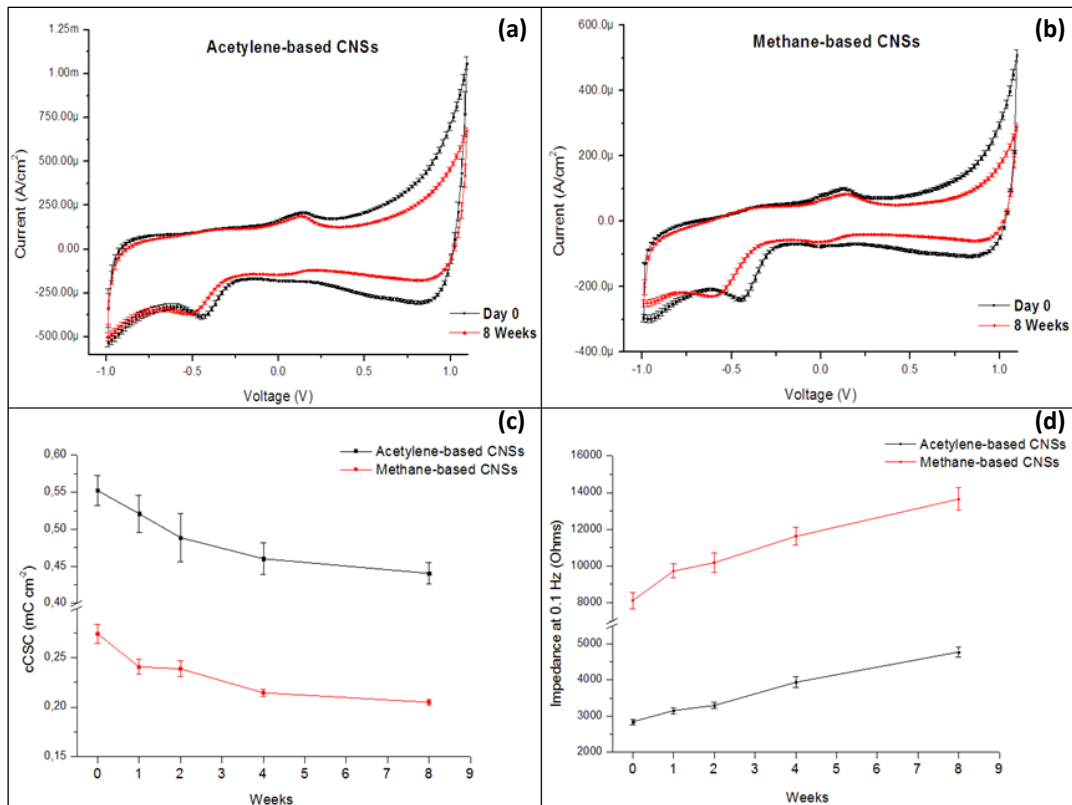 (a)
Acetylene-based CNSs
1.25m
1.00m
750.00µ
500.00µ
250.00µ
0.00
-250.00µ
-500.00µ
Current (A/cm²)
Day 0
8 Weeks
-1.0 -0.5 0.0 0.5 1.0
Voltage (V)
(b)
Methane-based CNSs
600.0µ
400.0µ
200.0µ
0.0
-200.0µ
-400.0µ
Current (A/cm²)
Day 0
8 Weeks
-1.0 -0.5 0.0 0.5 1.0
Voltage (V)
(c)
Acetylene-based CNSs
Methane-based CNSs
0,60
0,55
0,50
0,45
0,40
0,25
0,20
0,15
cCSC (mC cm⁻²)
0 1 2 3 4 5 6 7 8 9
Weeks
(d)
Acetylene-based CNSs
Methane-based CNSs
16000
14000
12000
10000
8000
5000
4000
3000
2000
Impedance at 0.1 Hz (Ohms)
0 1 2 3 4 5 6 7 8 9
Weeks